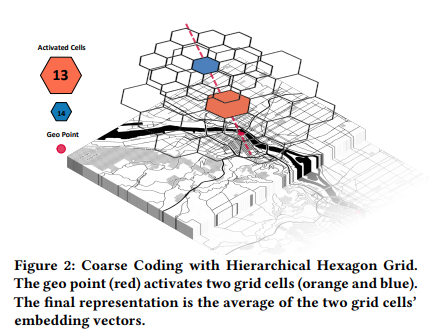 Activated Cells
13
14
Geo Point
Figure 2: Coarse Coding with Hierarchical Hexagon Grid.
The geo point (red) activates two grid cells (orange and blue).
The final representation is the average of the two grid cells'
embedding vectors.